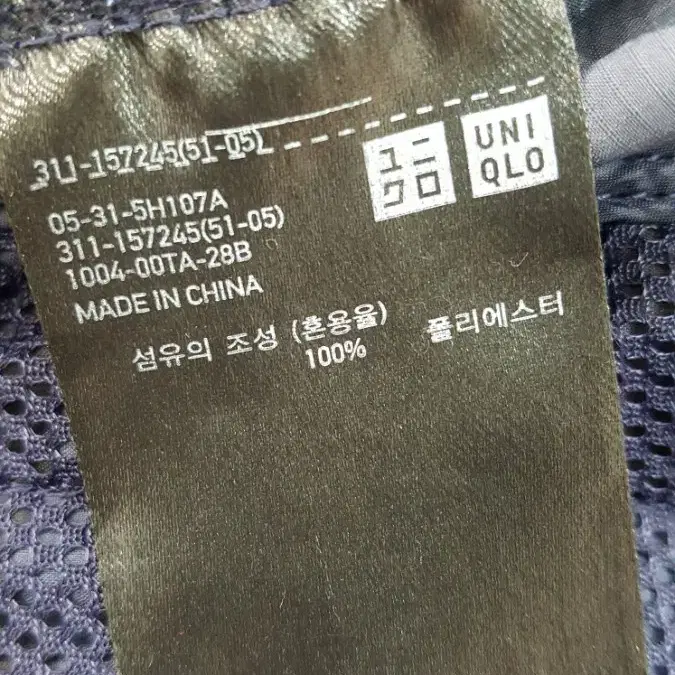 311-157245(51-05)
ユニ
クロ
UNI
QLO
05-31-5H107A
311-157245(51-05)
1004-00TA-28B
MADE IN CHINA
섬유의 조성 (혼용율) 폴리에스터
100%